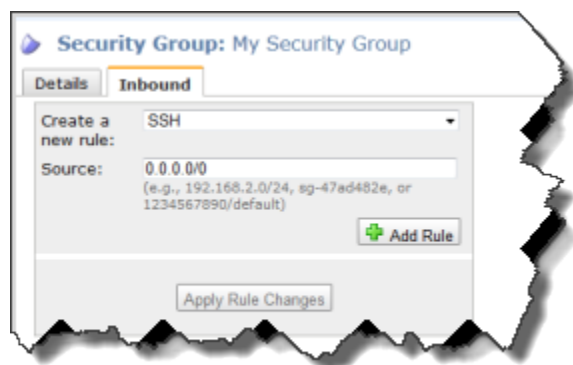 Security Group: My Security Group
Details Inbound
Create a new rule: SSH
Source: 0.0.0.0/0
(e.g., 192.168.2.0/24, sg-47ad482e, or
1234567890/default)
Add Rule
Apply Rule Changes